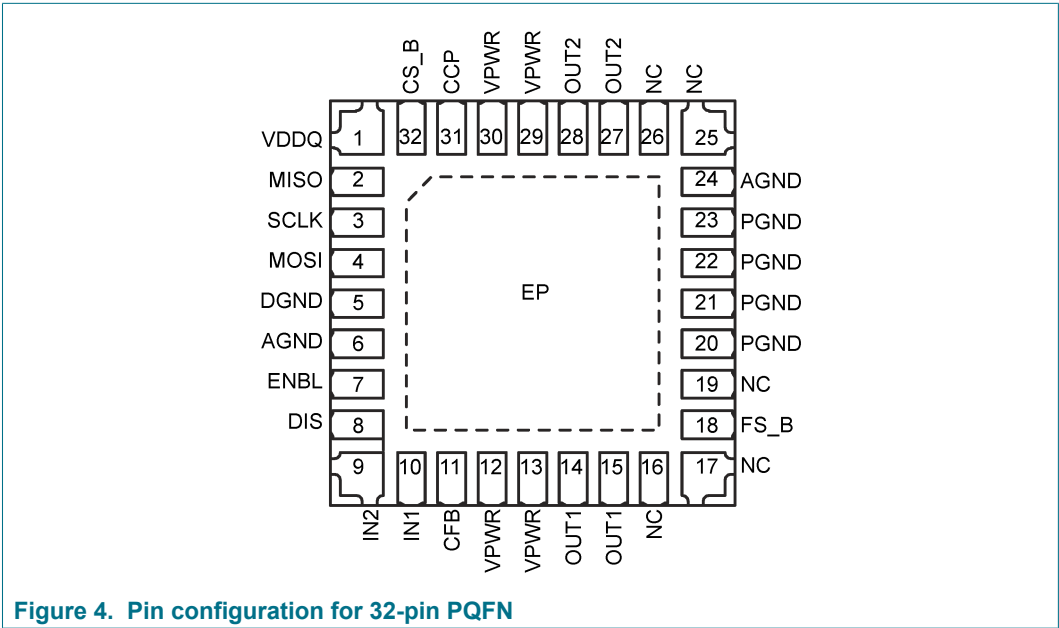 CS_B CCP VPWR VPWR OUT2 OUT2 NC NC
VDDQ 1 32 31 30 29 28 27 26 25
MISO 2 24 AGND
SCLK 3 23 PGND
MOSI 4 22 PGND
EP
DGND 5 21 PGND
AGND 6 20 PGND
ENBL 7 19 NC
DIS 8 18 FS_B
9 10 11 12 13 14 15 16 17 NC
IN2 IN1 CFB VPWR VPWR OUT1 OUT1 NC
Figure 4. Pin configuration for 32-pin PQFN